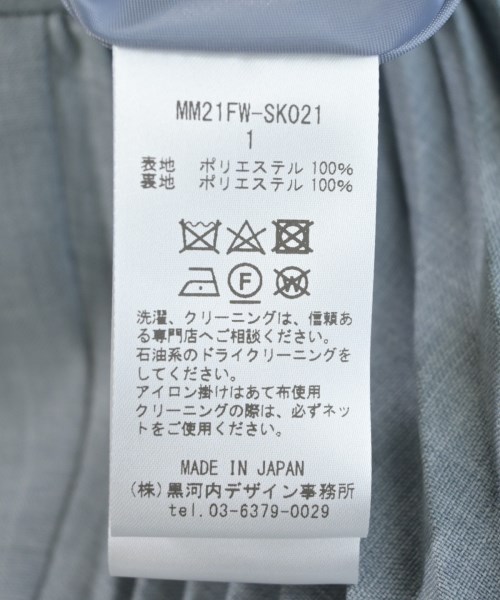 MM21FW-SK021
1
表地 ポリエステル 100%
裏地 ポリエステル 100%
F
W
洗濯、クリーニングは、信頼あ
る専門店へご相談ください。
石油系のドライクリーニングを
してください。
アイロン掛けはあて布使用
クリーニングの際は、必ずネッ
トをご使用ください。
MADE IN JAPAN
(株)黒河内デザイン事務所
tel.03-6379-0029